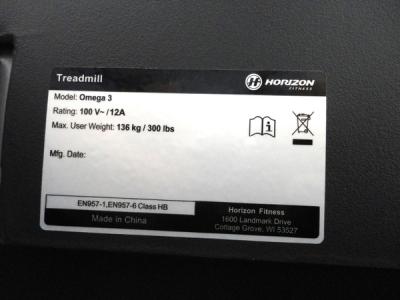 Treadmill
HORIZON
FITNESS
Model: Omega 3
Rating: 100 V~ /12A
Max. User Weight: 136 kg / 300 lbs
Mfg. Date:
EN957-1,EN957-6 Class HB
Made in China
Horizon Fitness
1600 Landmark Drive
Cottage Grove, WI 53527